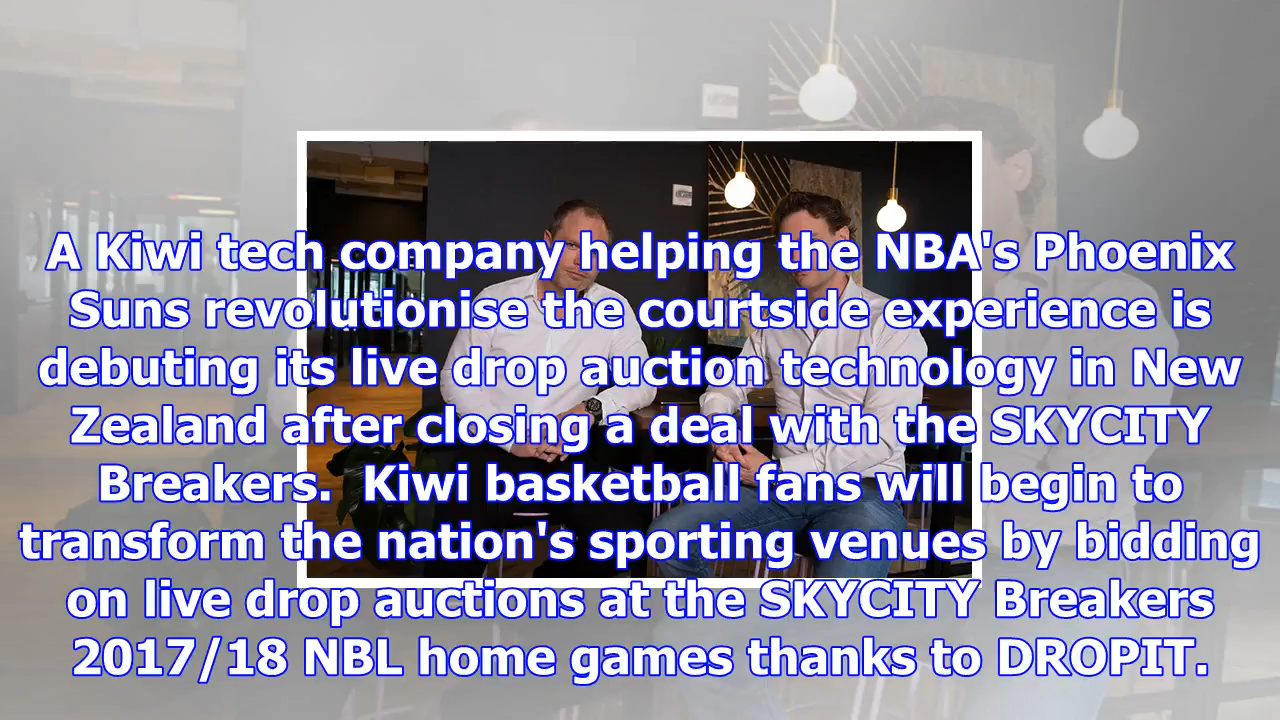 A Kiwi tech company helping the NBA's Phoenix
Suns revolutionise the courtside experience is
debuting its live drop auction technology in New
Zealand after closing a deal with the SKYCITY
Breakers.  Kiwi basketball fans will begin to
transform the nation's sporting venues by bidding
on live drop auctions at the SKYCITY Breakers
2017/18 NBL home games thanks to DROPIT.